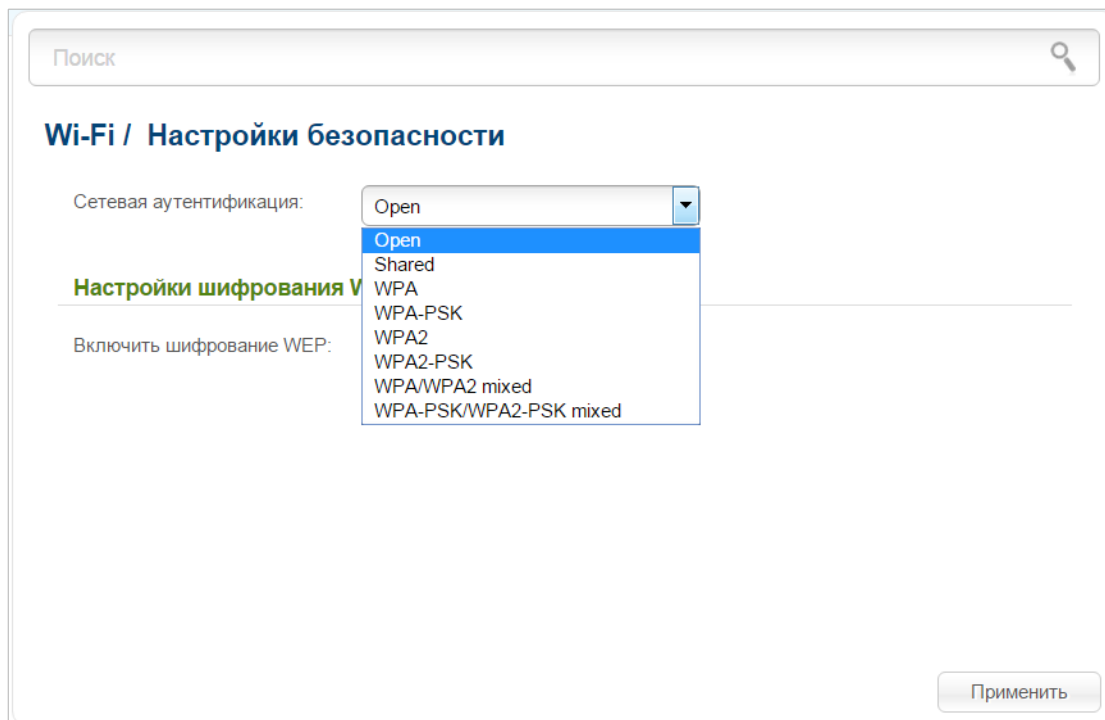 Поиск
Wi-Fi / Настройки безопасности
Сетевая аутентификация:
Open
Open
Shared
Настройки шифрования
WPA
WPA-PSK
WPA2
Включить шифрование WEP:
WPA2-PSK
WPA/WPA2 mixed
WPA-PSK/WPA2-PSK mixed
Применить